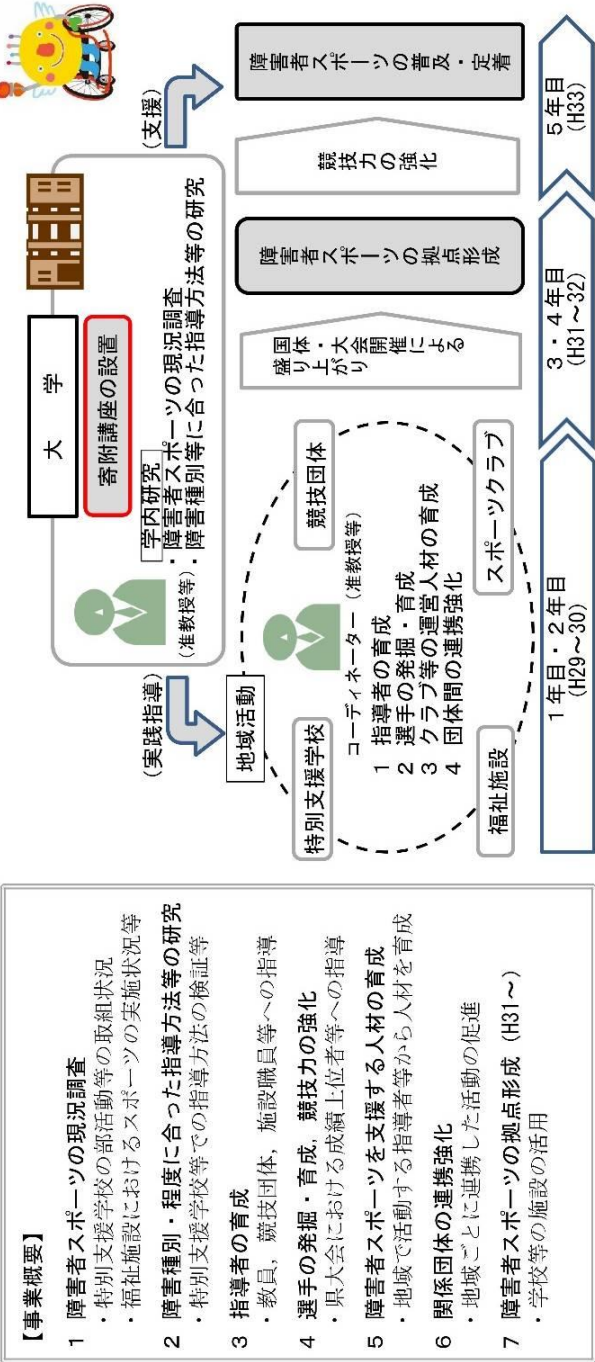 【事業概要】
1 障害者スポーツの現況調査
・特別支援学校の部活動等の取組状況
・福祉施設におけるスポーツの実施状況等
2 障害種別・程度に合った指導方法等の研究
・特別支援学校等での指導方法の検証等
3 指導者の育成
・教員，競技団体，施設職員等への指導
4 選手の発掘・育成，競技力の強化
・県大会における成績上位者等への指導
5 障害者スポーツを支援する人材の育成
・地域で活動する指導者等から人材を育成
6 関係団体の連携強化
・地域ごとに連携した活動の促進
7 障害者スポーツの拠点形成（H31～）
・学校等の施設の活用
大　学
寄附講座の設置
（准教授等）
学内研究
・障害者スポーツの現況調査
・障害種別等に合った指導方法等の研究
（実践指導）
（支援）
地域活動
特別支援学校
競技団体
コーディネーター（准教授等）
1 指導者の育成
2 選手の発掘・育成
3 クラブ等の運営人材の育成
4 団体間の連携強化
福祉施設
スポーツクラブ
国体・大会開催による
盛り上がり
障害者スポーツの拠点形成
競技力の強化
障害者スポーツの普及・定着
1年目・2年目
（H29～30）
3・4年目
（H31～32）
5年目
（H33）